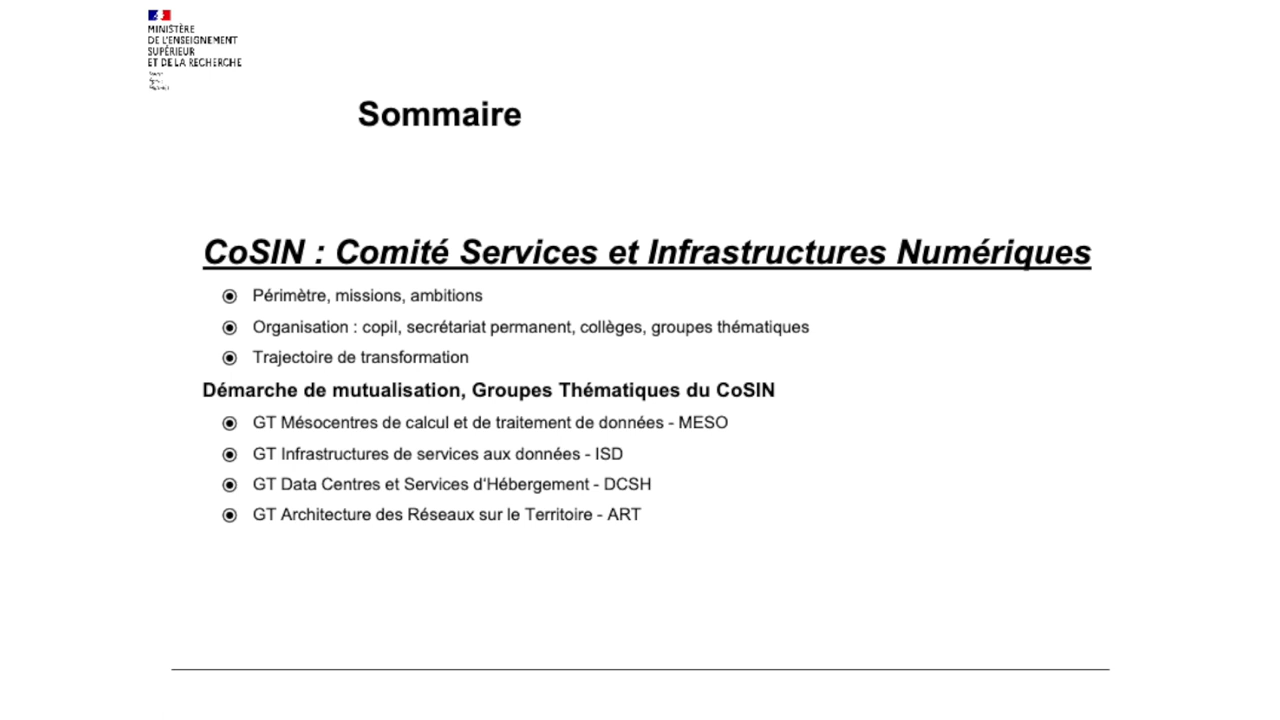 MINISTÈRE
DE L'ENSEIGNEMENT
SUPÉRIEUR
ET DE LA RECHERCHE
Sommaire
CoSIN : Comité Services et Infrastructures Numériques
Périmètre, missions, ambitions
Organisation : copil, secrétariat permanent, collèges, groupes thématiques
Trajectoire de transformation
Démarche de mutualisation, Groupes Thématiques du CoSIN
GT Mésocentres de calcul et de traitement de données - MESO
GT Infrastructures de services aux données - ISD
GT Data Centres et Services d'Hébergement - DCSH
GT Architecture des Réseaux sur le Territoire - ART